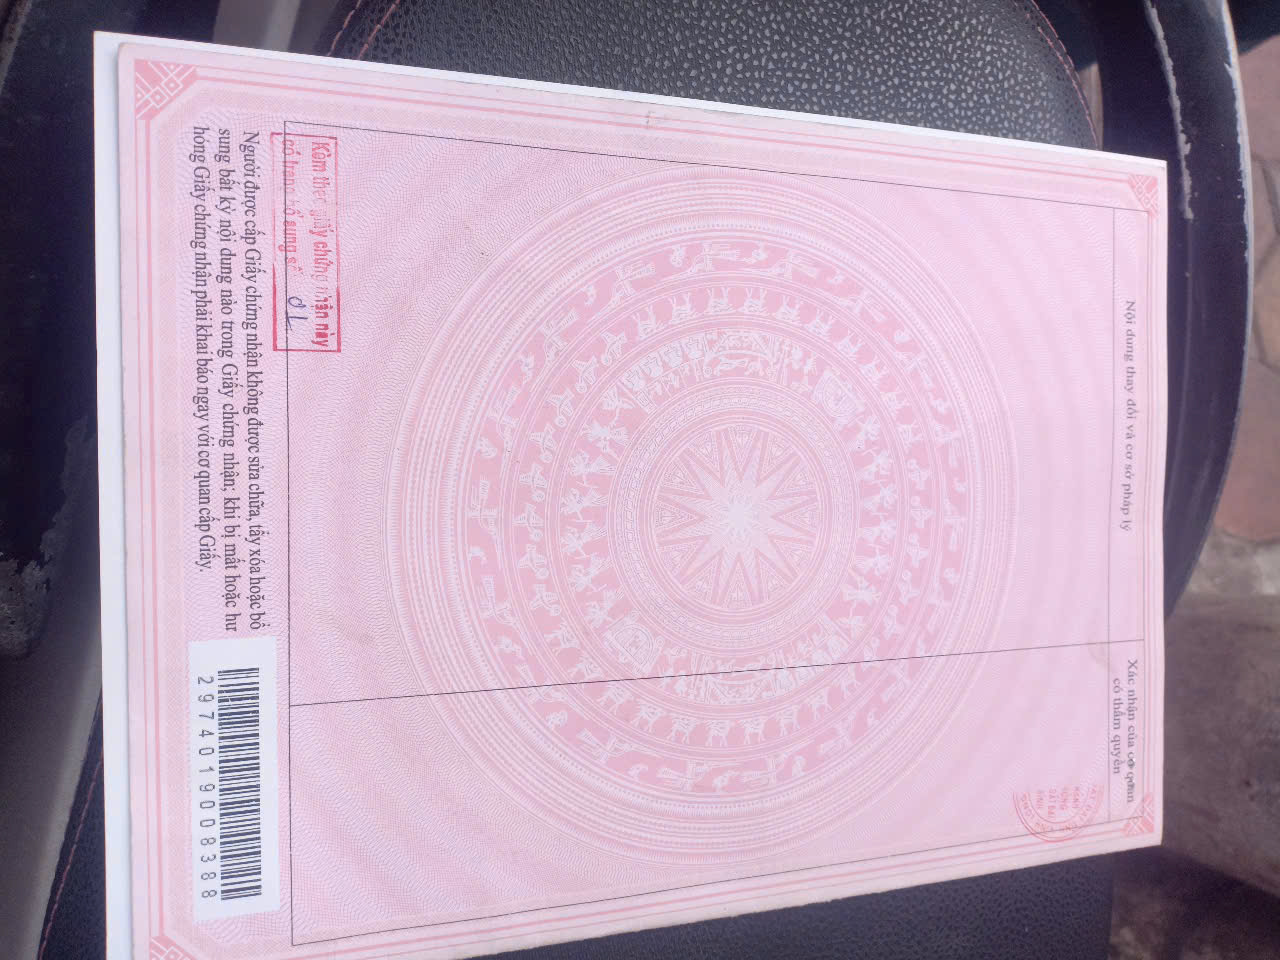 Nội dung thay đổi và cơ sở pháp lý
Xác nhận của cơ quan
có thẩm quyền
Kèm theo giấy chứng nhận này
có trang bổ sung số 01
Người được cấp Giấy chứng nhận không được sửa chữa, tẩy xóa hoặc bổ
sung bất kỳ nội dung nào trong Giấy chứng nhận; khi bị mất hoặc hư
hỏng Giấy chứng nhận phải khai báo ngay với cơ quan cấp Giấy.
2974019008388